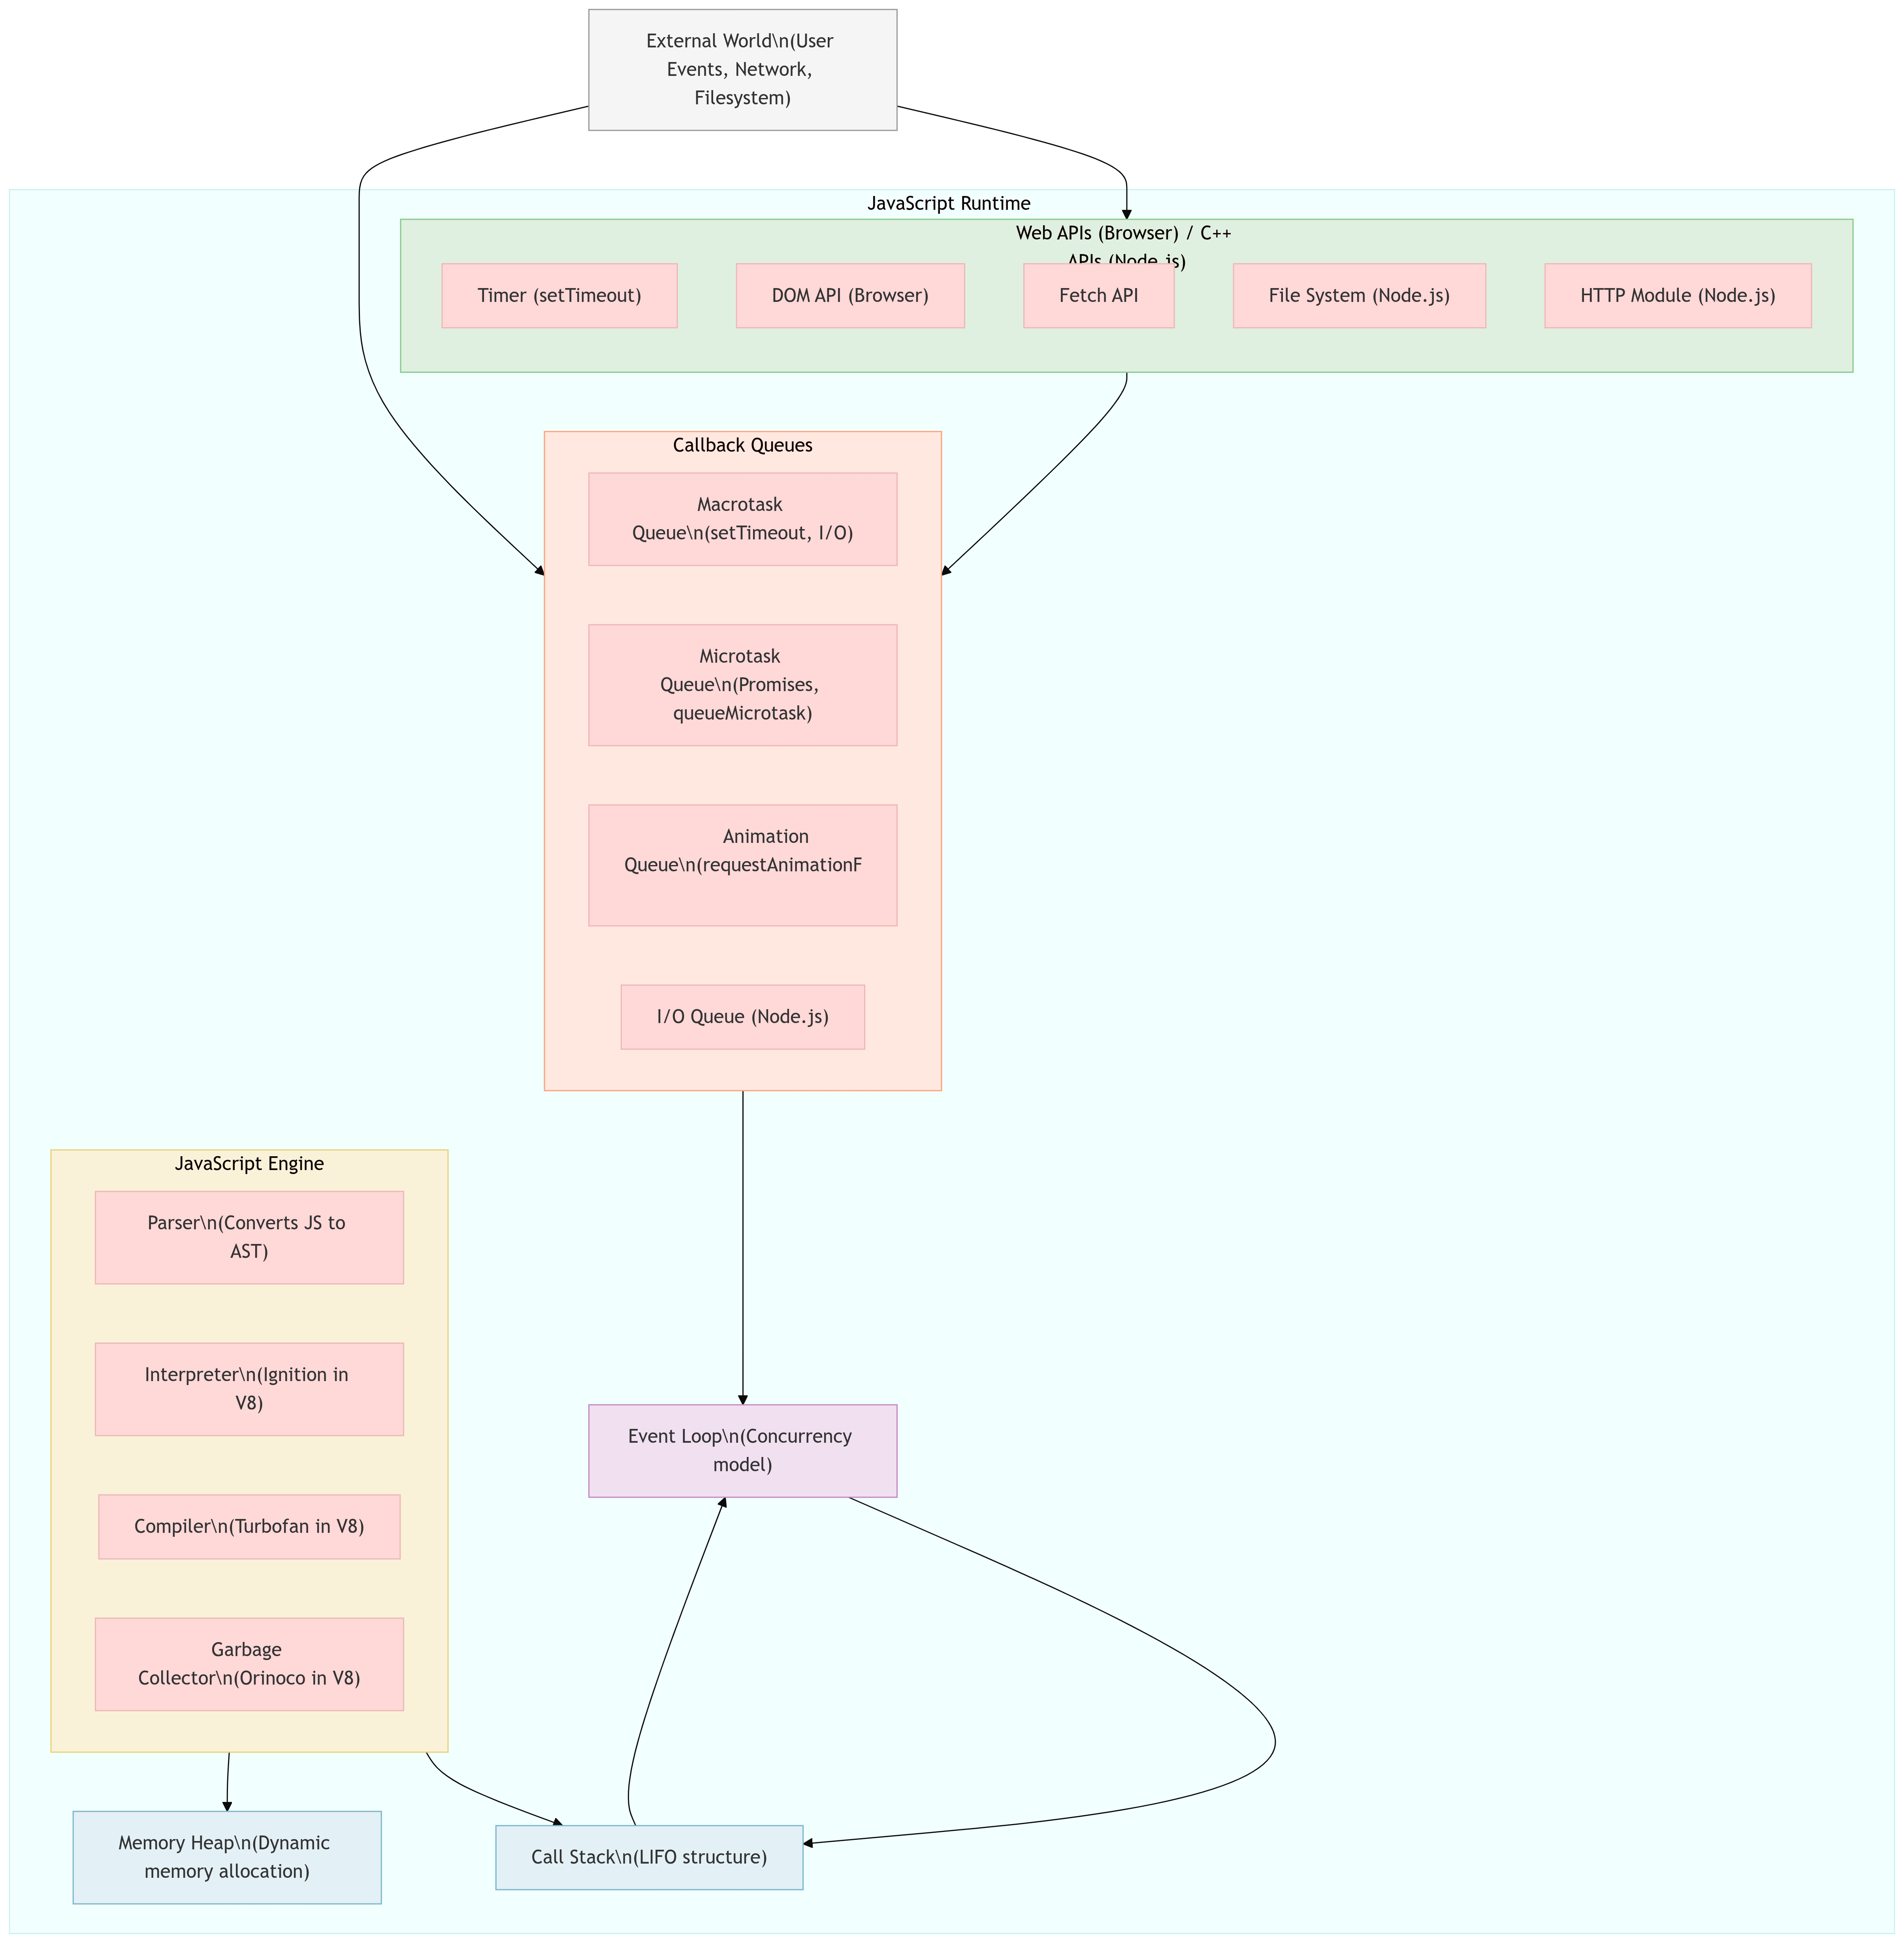 External World\n(User
Events, Network,
Filesystem)
JavaScript Runtime
Web APIs (Browser) / C++
APIs (Node.js)
Timer (setTimeout)
DOM API (Browser)
Fetch API
File System (Node.js)
HTTP Module (Node.js)
Callback Queues
Macrotask
Queue\n(setTimeout, I/O)
Microtask
Queue\n(Promises,
queueMicrotask)
Animation
Queue\n(requestAnimationF
I/O Queue (Node.js)
JavaScript Engine
Parser\n(Converts JS to
AST)
Interpreter\n(Ignition in
V8)
Compiler\n(Turbofan in V8)
Garbage
Collector\n(Orinoco in V8)
Event Loop\n(Concurrency
model)
Memory Heap\n(Dynamic
memory allocation)
Call Stack\n(LIFO structure)